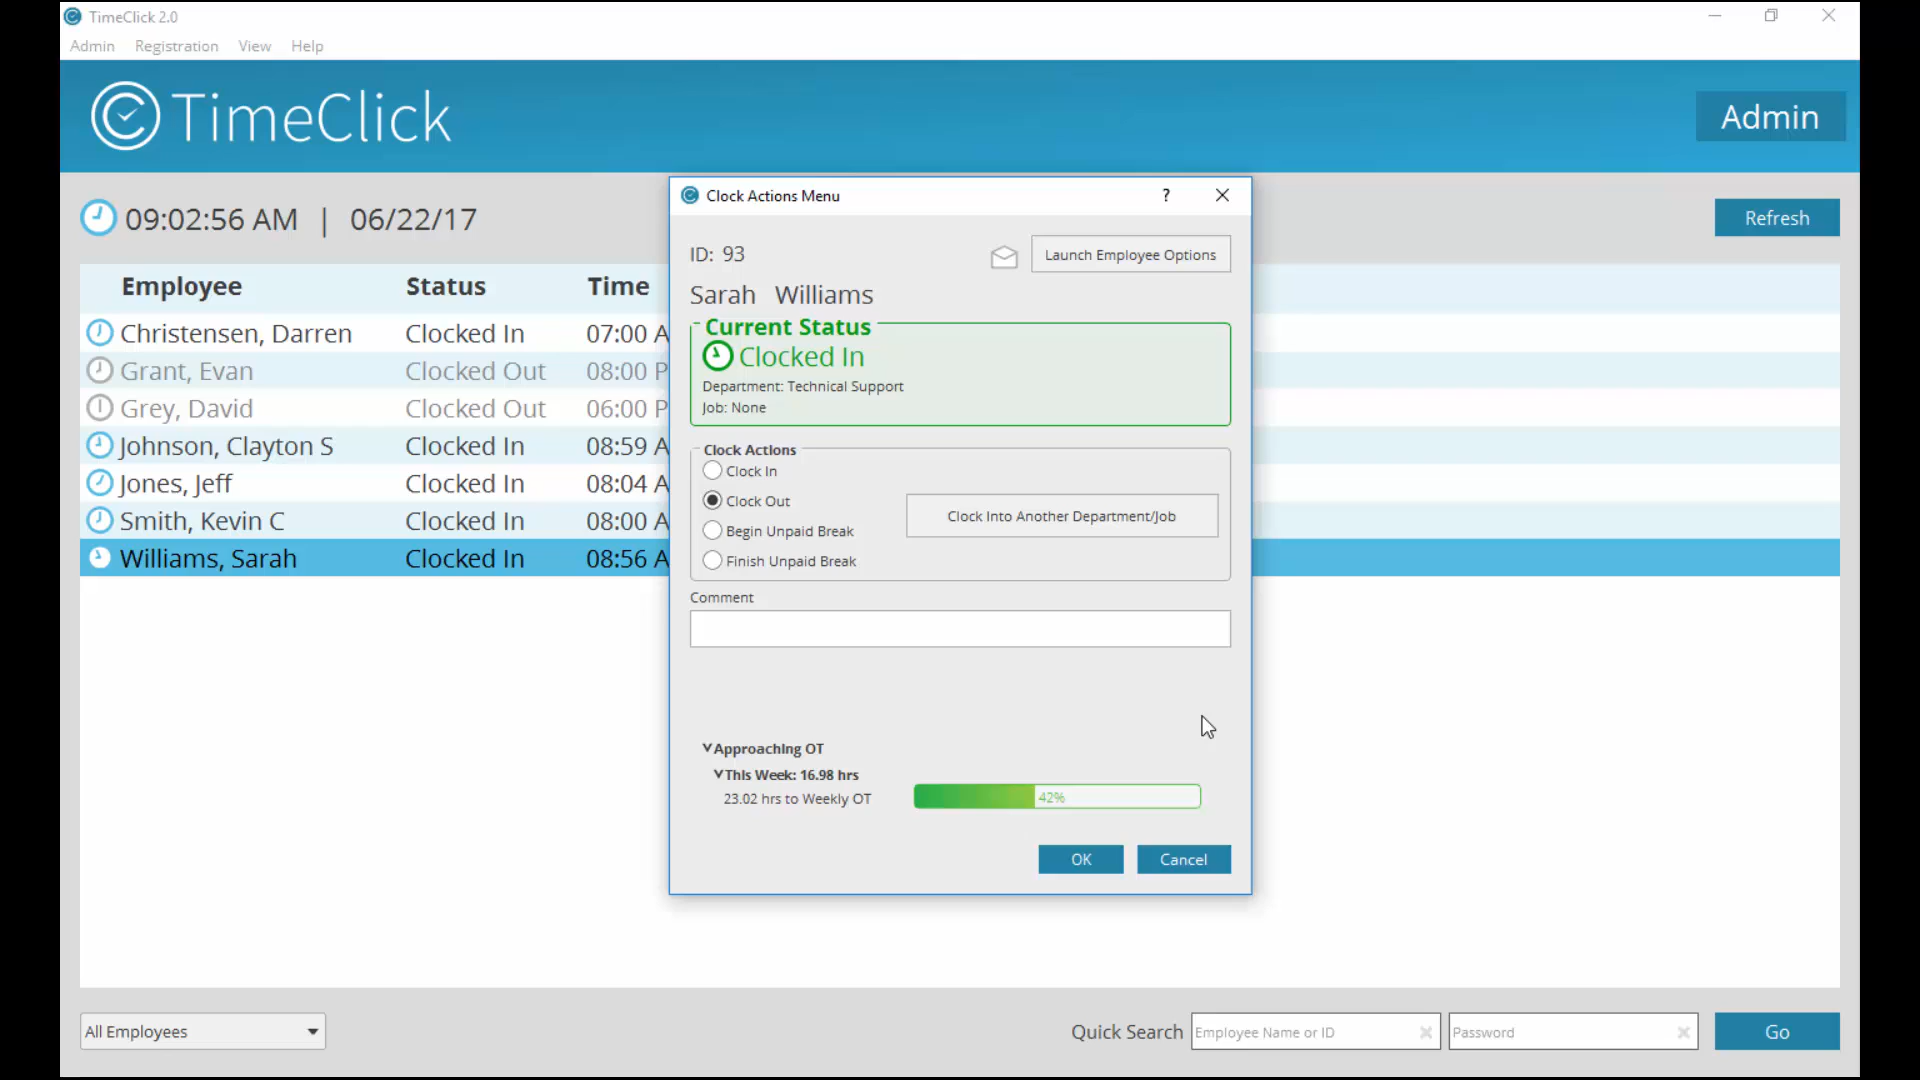 TimeClick 2.0
Admin Registration View Help
TimeClick
Admin
09:02:56 AM | 06/22/17
Refresh
Employee Status Time
Christensen, Darren Clocked In 07:00 A
Grant, Evan Clocked Out 08:00 P
Grey, David Clocked Out 06:00 P
Johnson, Clayton S Clocked In 08:59 A
Jones, Jeff Clocked In 08:04 A
Smith, Kevin C Clocked In 08:00 A
Williams, Sarah Clocked In 08:56 A
Clock Actions Menu ?
ID: 93
Launch Employee Options
Sarah Williams
Current Status
Clocked In
Department: Technical Support
Job: None
Clock Actions
Clock In
Clock Out
Begin Unpaid Break
Finish Unpaid Break
Clock Into Another Department/Job
Comment
Approaching OT
This Week: 16.98 hrs
23.02 hrs to Weekly OT 42%
OK Cancel
All Employees
Quick Search Employee Name or ID Password Go